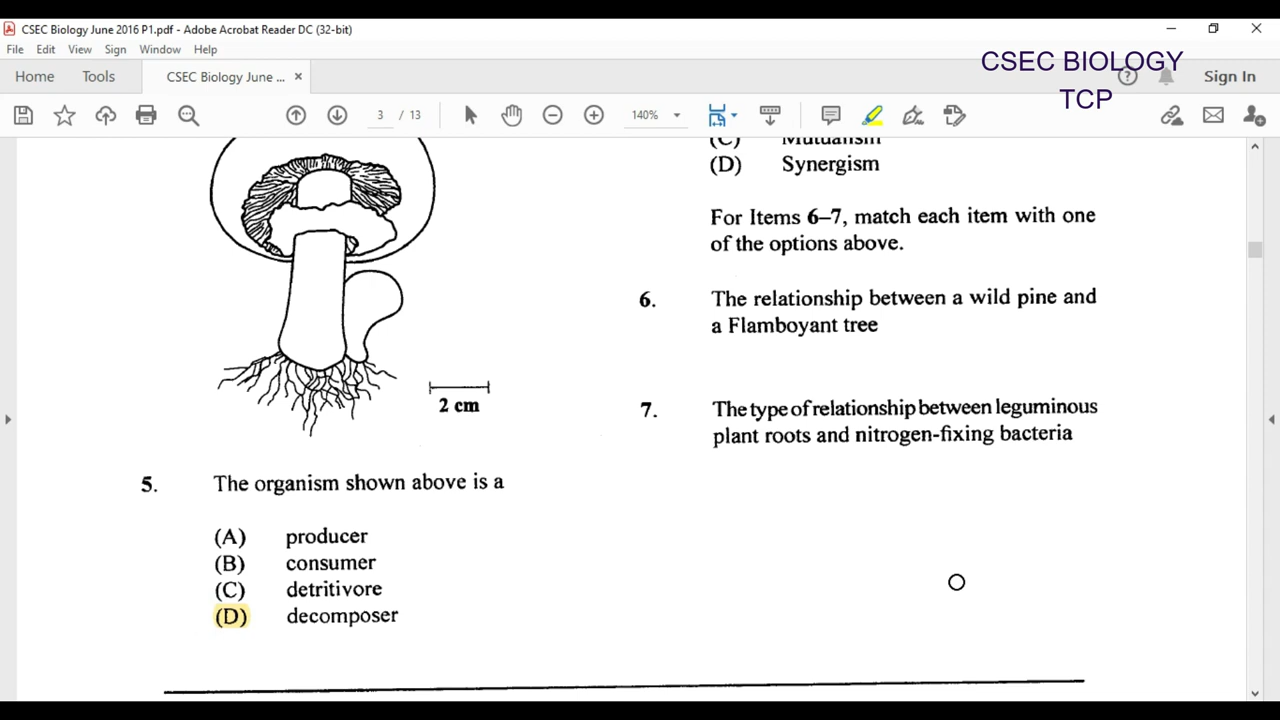 CSEC Biology June 2016 P1.pdf - Adobe Acrobat Reader DC (32-bit)
File Edit View Sign Window Help
CSEC BIOLOGY
TCP
Home Tools CSEC Biology June ... × Sign In
3 / 13 140%
2 cm
5. The organism shown above is a
(A) producer
(B) consumer
(C) detritivore
(D) decomposer
(C) Mutualism
(D) Synergism
For Items 6–7, match each item with one
of the options above.
6. The relationship between a wild pine and
a Flamboyant tree
7. The type of relationship between leguminous
plant roots and nitrogen-fixing bacteria